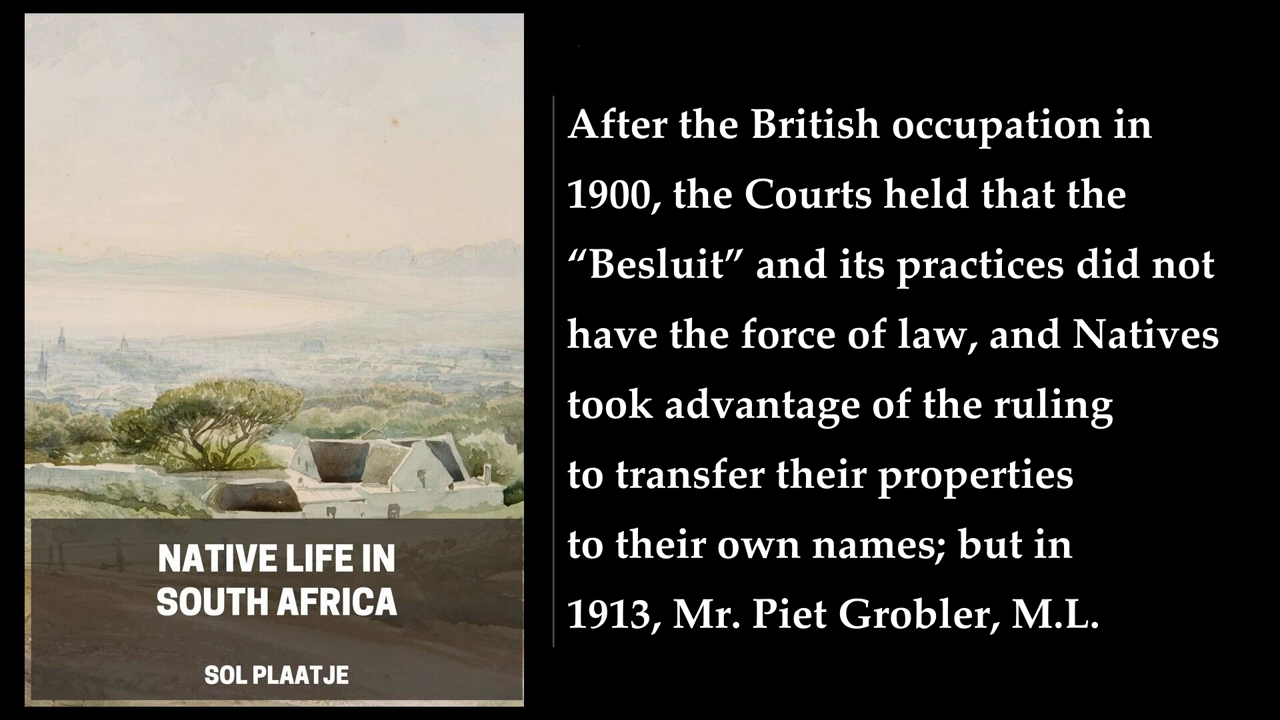 NATIVE LIFE IN
SOUTH AFRICA
SOL PLAATJE
After the British occupation in
1900, the Courts held that the
“Besluit” and its practices did not
have the force of law, and Natives
took advantage of the ruling
to transfer their properties
to their own names; but in
1913, Mr. Piet Grobler, M.L.